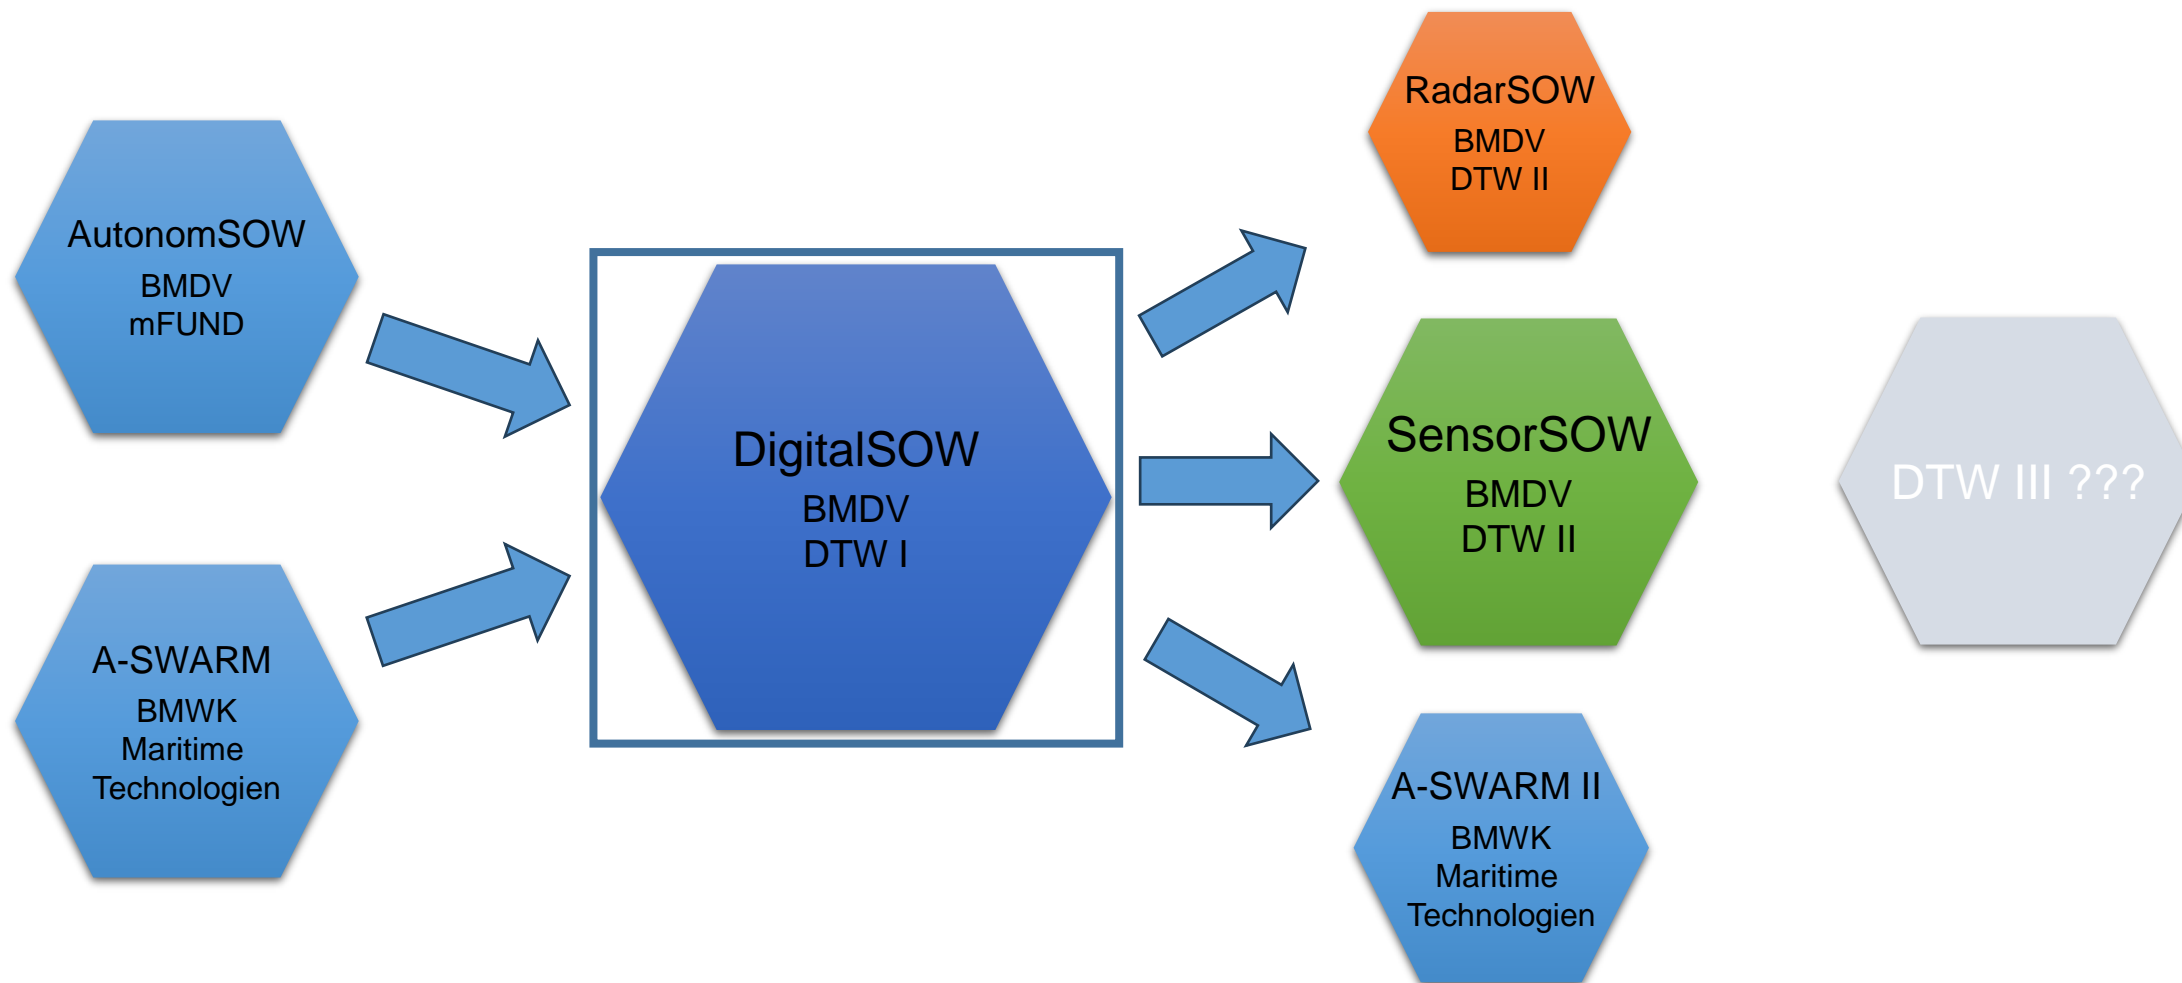 AutonomSOW
BMDV
mFUND
A-SWARM
BMWK
Maritime
Technologien
DigitalSOW
BMDV
DTW I
RadarSOW
BMDV
DTW II
SensorSOW
BMDV
DTW II
A-SWARM II
BMWK
Maritime
Technologien
DTW III ???